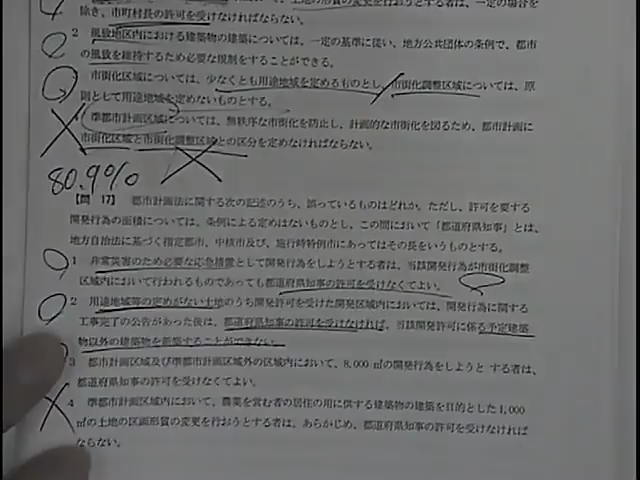 土地の形質の変更を行おうとする者は、一定の場合を
除き、市町村長の許可を受けなければならない。
2 風致地区内における建築物の建築については、一定の基準に従い、地方公共団体の条例で、都市
の風致を維持するため必要な規制をすることができる。
市街化区域については、少なくとも用途地域を定めるものとし、市街化調整区域については、原
則として用途地域を定めないものとする。
4 準都市計画区域については、無秩序な市街化を防止し、計画的な市街化を図るため、都市計画に
市街化区域と市街化調整区域との区分を定めなければならない。
80.9%
【問 17】 都市計画法に関する次の記述のうち、誤っているものはどれか。ただし、許可を要する
開発行為の面積については、条例による定めはないものとし、この問において「都道府県知事」とは、
地方自治法に基づく指定都市、中核市及び、施行時特例市にあってはその長をいうものとする。
1 非常災害のため必要な応急措置として開発行為をしようとする者は、当該開発行為が市街化調整
区域内において行われるものであっても都道府県知事の許可を受けなくてよい。
2 用途地域等の定めがない土地のうち開発許可を受けた開発区域内においては、開発行為に関する
工事完了の公告があった後は、都道府県知事の許可を受けなければ、当該開発許可に係る予定建築
物以外の建築物を新築することができない。
3 都市計画区域及び準都市計画区域外の区域内において、8,000㎡の開発行為をしようとする者は、
都道府県知事の許可を受けなくてよい。
4 準都市計画区域内において、農業を営む者の居住の用に供する建築物の建築を目的とした1,000
㎡の土地の区画形質の変更を行おうとする者は、あらかじめ、都道府県知事の許可を受けなければ
ならない。